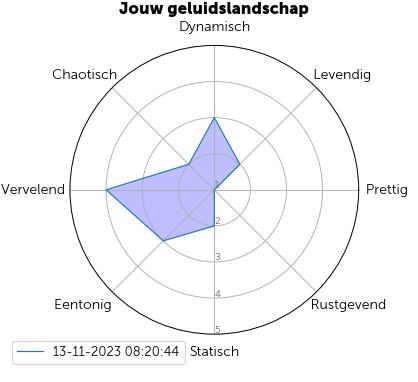 Jouw geluidslandschap
Dynamisch
Chaotisch
Levendig
Vervelend
1
Prettig
2
3
Eentonig
4
Rustgevend
5
13-11-2023 08:20:44
Statisch